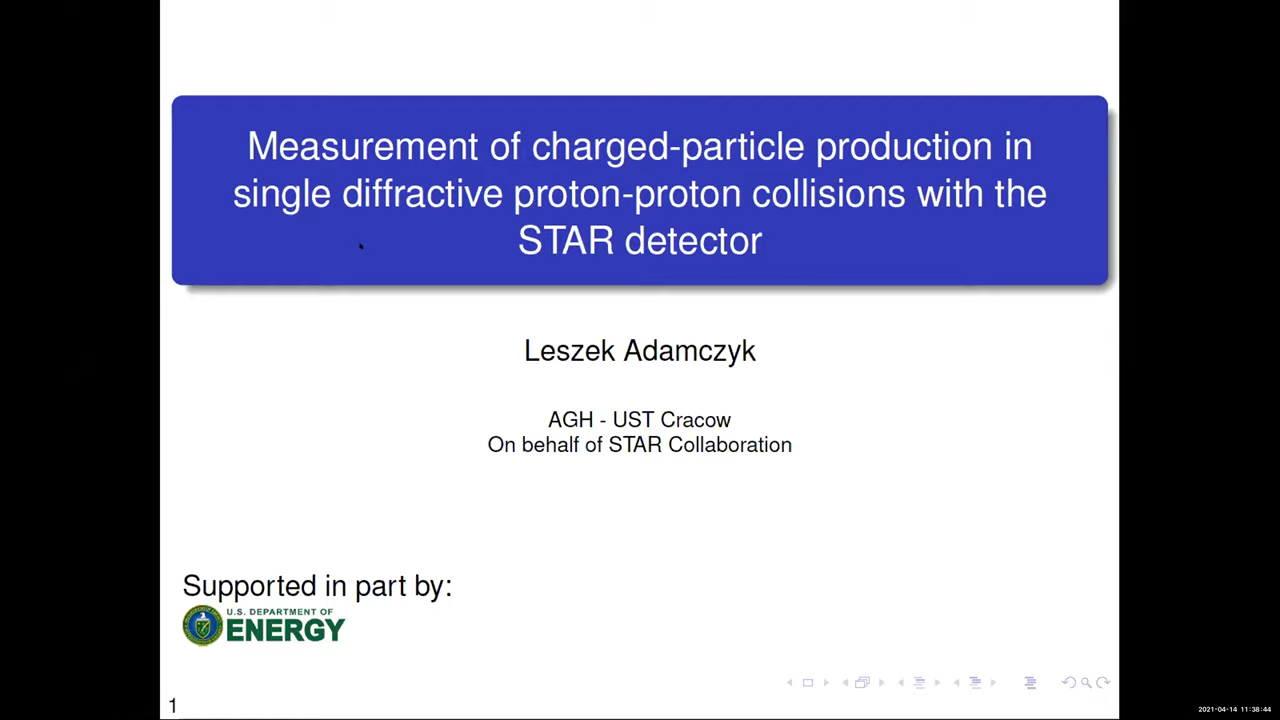 Measurement of charged-particle production in
single diffractive proton-proton collisions with the
STAR detector
Leszek Adamczyk
AGH - UST Cracow
On behalf of STAR Collaboration
Supported in part by:
U.S. DEPARTMENT OF
ENERGY
1
2021-04-14 11:38:44